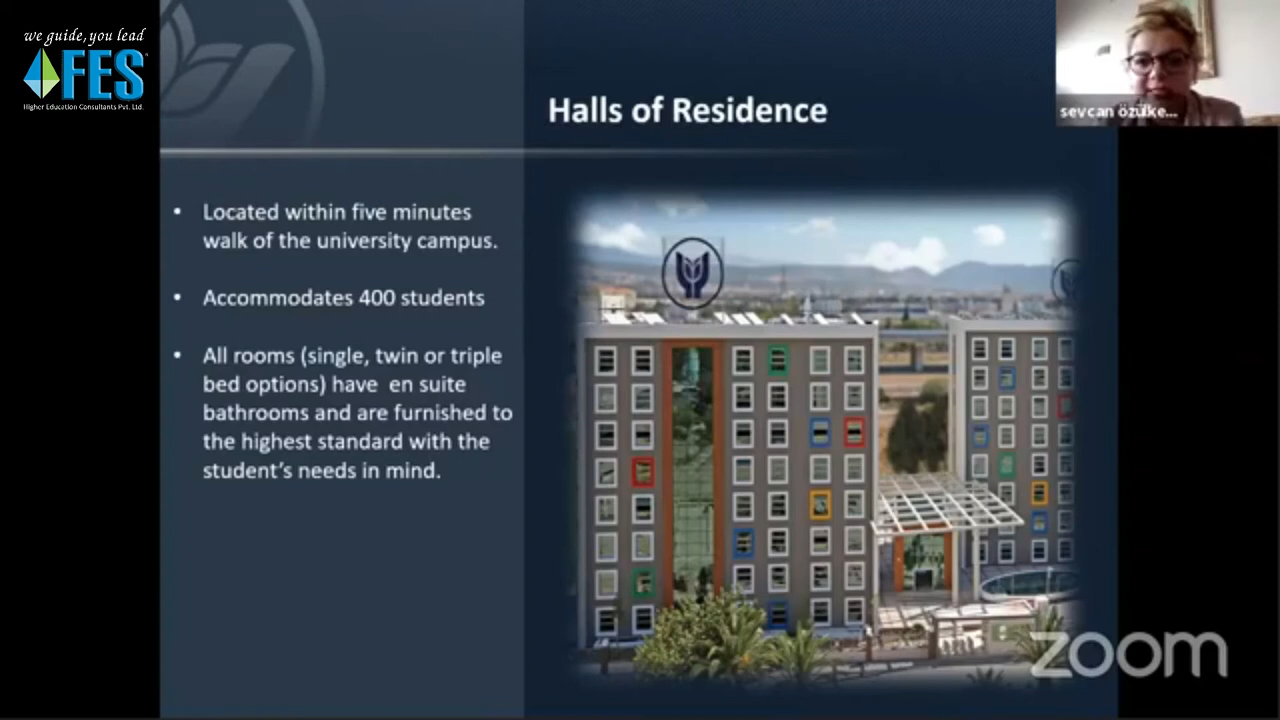 we guide, you lead
FES
Higher Education Consultants Pvt. Ltd.
Halls of Residence
sevcan özülke...
• Located within five minutes
walk of the university campus.
• Accommodates 400 students
• All rooms (single, twin or triple
bed options) have en suite
bathrooms and are furnished to
the highest standard with the
student's needs in mind.
zoom